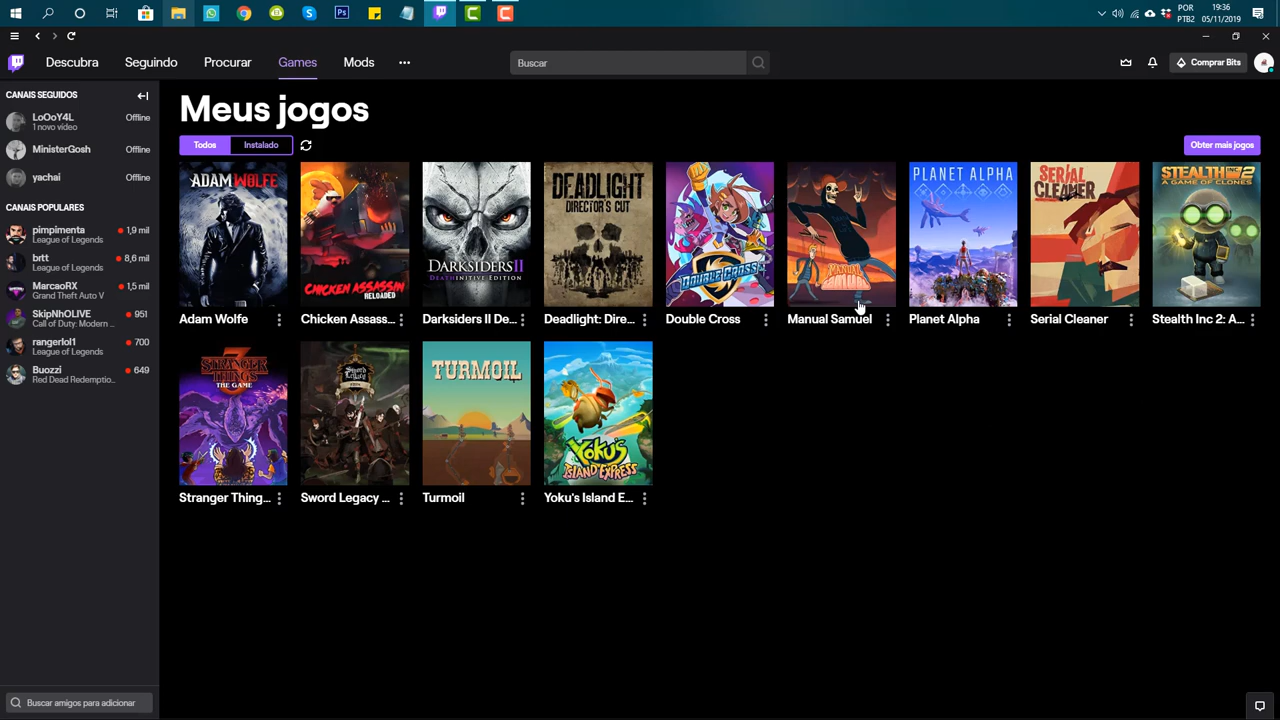 POR
PTB2
19:36
05/11/2019
Descubra
Seguindo
Procurar
Games
Mods
Buscar
Comprar Bits
CANAIS SEGUIDOS
LoOoY4L
1 novo vídeo
Offline
MinisterGosh
Offline
yachai
Offline
CANAIS POPULARES
pimpimenta
League of Legends
1,9 mil
brtt
League of Legends
8,6 mil
MarcaoRX
Grand Theft Auto V
1,5 mil
SkipNhOLIVE
Call of Duty: Modern ...
951
rangerlol1
League of Legends
700
Buozzi
Red Dead Redemptio...
649
Buscar amigos para adicionar
Meus jogos
Todos
Instalado
Obter mais jogos
ADAM WOLFE
CHICKEN ASSASSIN
RELOADED
DARKSIDERS II
DEATHINITIVE EDITION
DEADLIGHT
DIRECTOR'S CUT
DOUBLE CROSS
MANUAL
SAMUEL
PLANET ALPHA
SERIAL
CLEANER
STEALTH INC 2
A GAME OF CLONES
Adam Wolfe
Chicken Assass...
Darksiders II De...
Deadlight: Dire...
Double Cross
Manual Samuel
Planet Alpha
Serial Cleaner
Stealth Inc 2: A...
STRANGER
THINGS
3
THE GAME
Sword
Legacy
TURMOIL
YOKU'S
ISLAND EXPRESS
Stranger Thing...
Sword Legacy ...
Turmoil
Yoku's Island E...